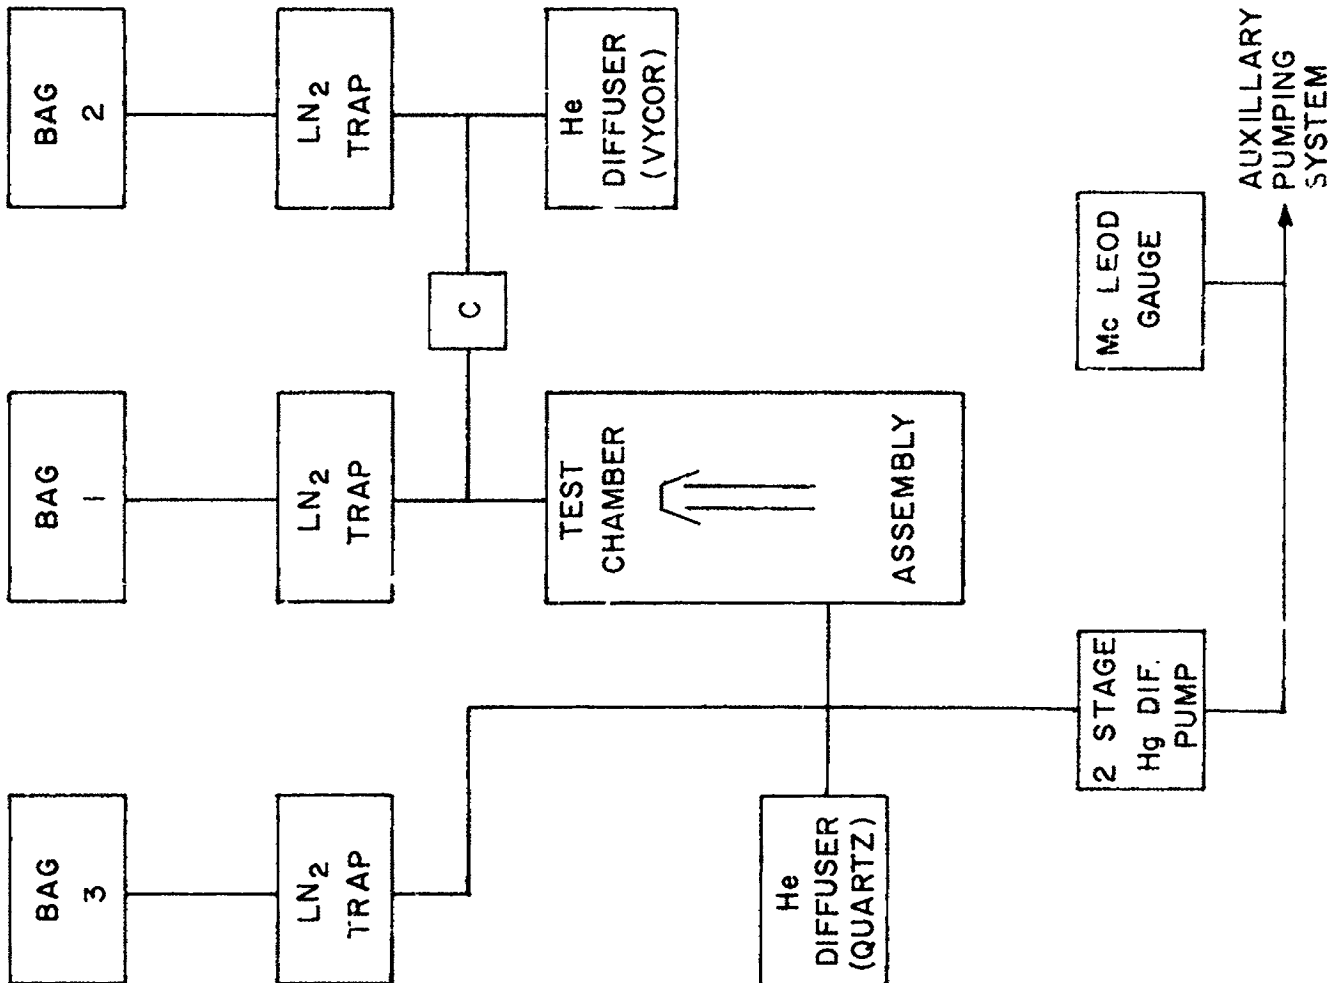 BAG
3
BAG
1
BAG
2
LN2
TRAP
LN2
TRAP
LN2
TRAP
C
TEST
CHAMBER
ASSEMBLY
He
DIFFUSER
(VYCOR)
He
DIFFUSER
(QUARTZ)
2 STAGE
Hg DIF.
PUMP
Mc LEOD
GAUGE
AUXILLARY
PUMPING
SYSTEM